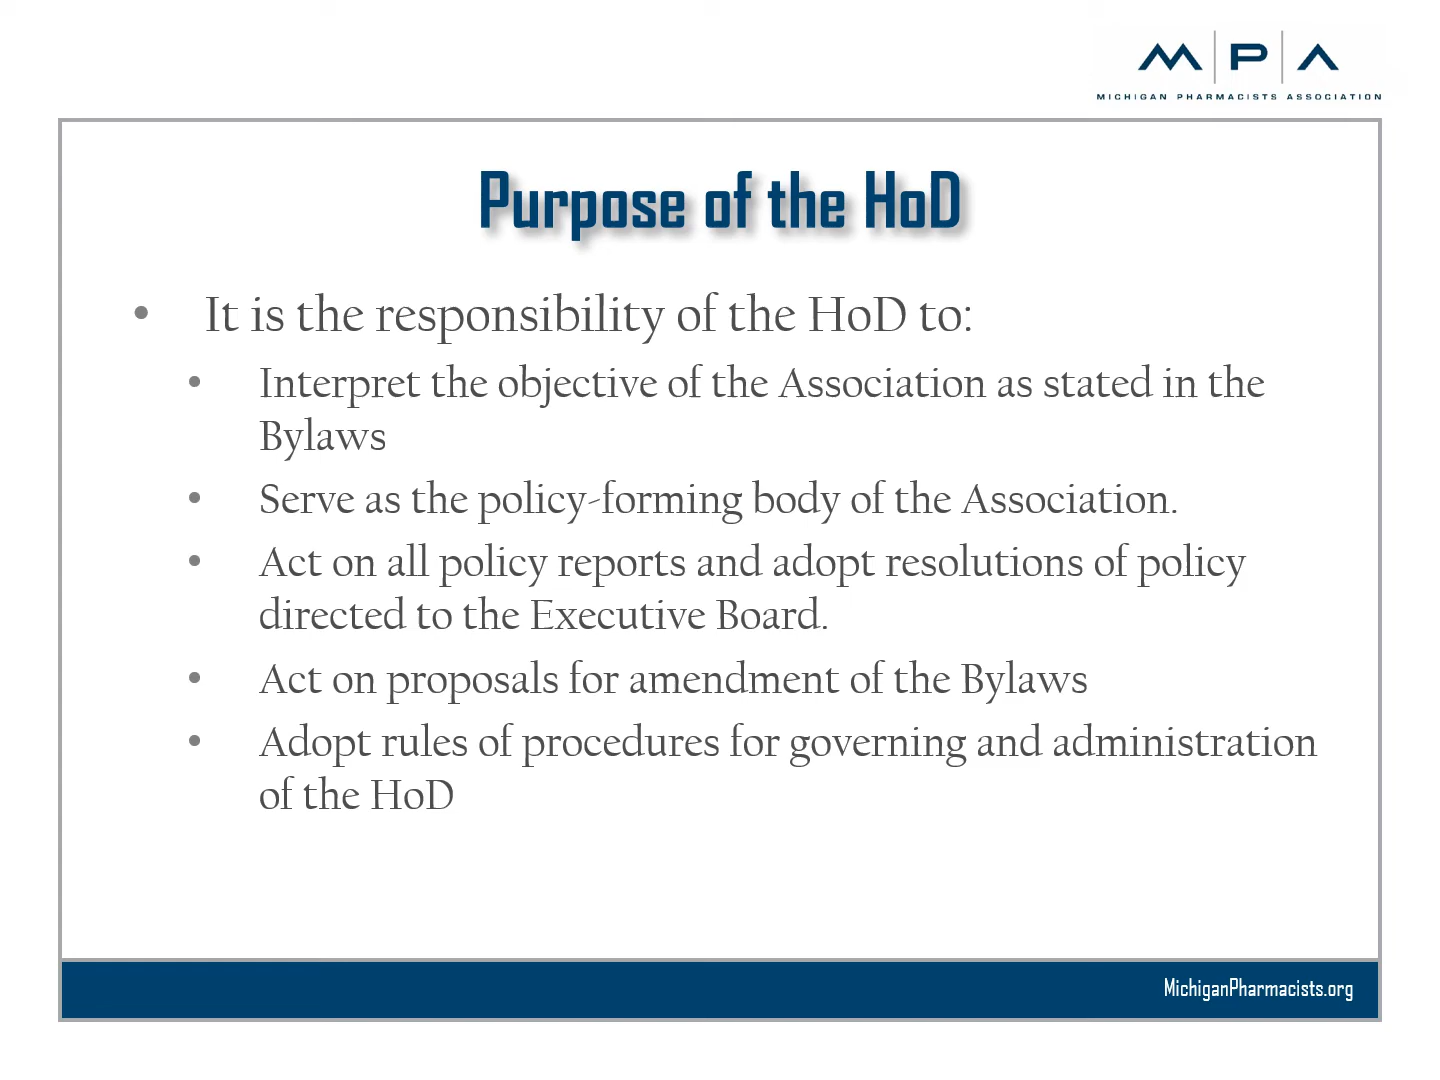 M P A
MICHIGAN PHARMACISTS ASSOCIATION
Purpose of the HoD
• It is the responsibility of the HoD to:
• Interpret the objective of the Association as stated in the
Bylaws
• Serve as the policy-forming body of the Association.
• Act on all policy reports and adopt resolutions of policy
directed to the Executive Board.
• Act on proposals for amendment of the Bylaws
• Adopt rules of procedures for governing and administration
of the HoD
MichiganPharmacists.org